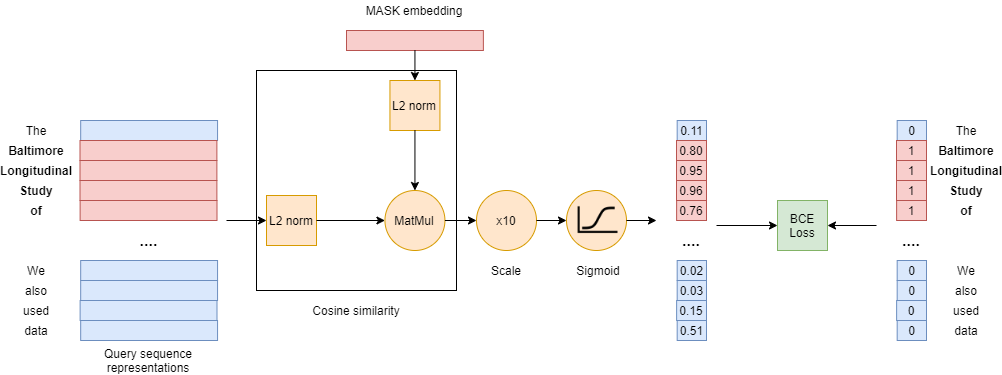 MASK embedding
L2 norm
The
Baltimore
Longitudinal
Study
of
....
We
also
used
data
Query sequence
representations
L2 norm
MatMul
Cosine similarity
x10
Scale
Sigmoid
0.11
0.80
0.95
0.96
0.76
....
0.02
0.03
0.15
0.51
BCE
Loss
0 The
1 Baltimore
1 Longitudinal
1 Study
1 of
....
0 We
0 also
0 used
0 data